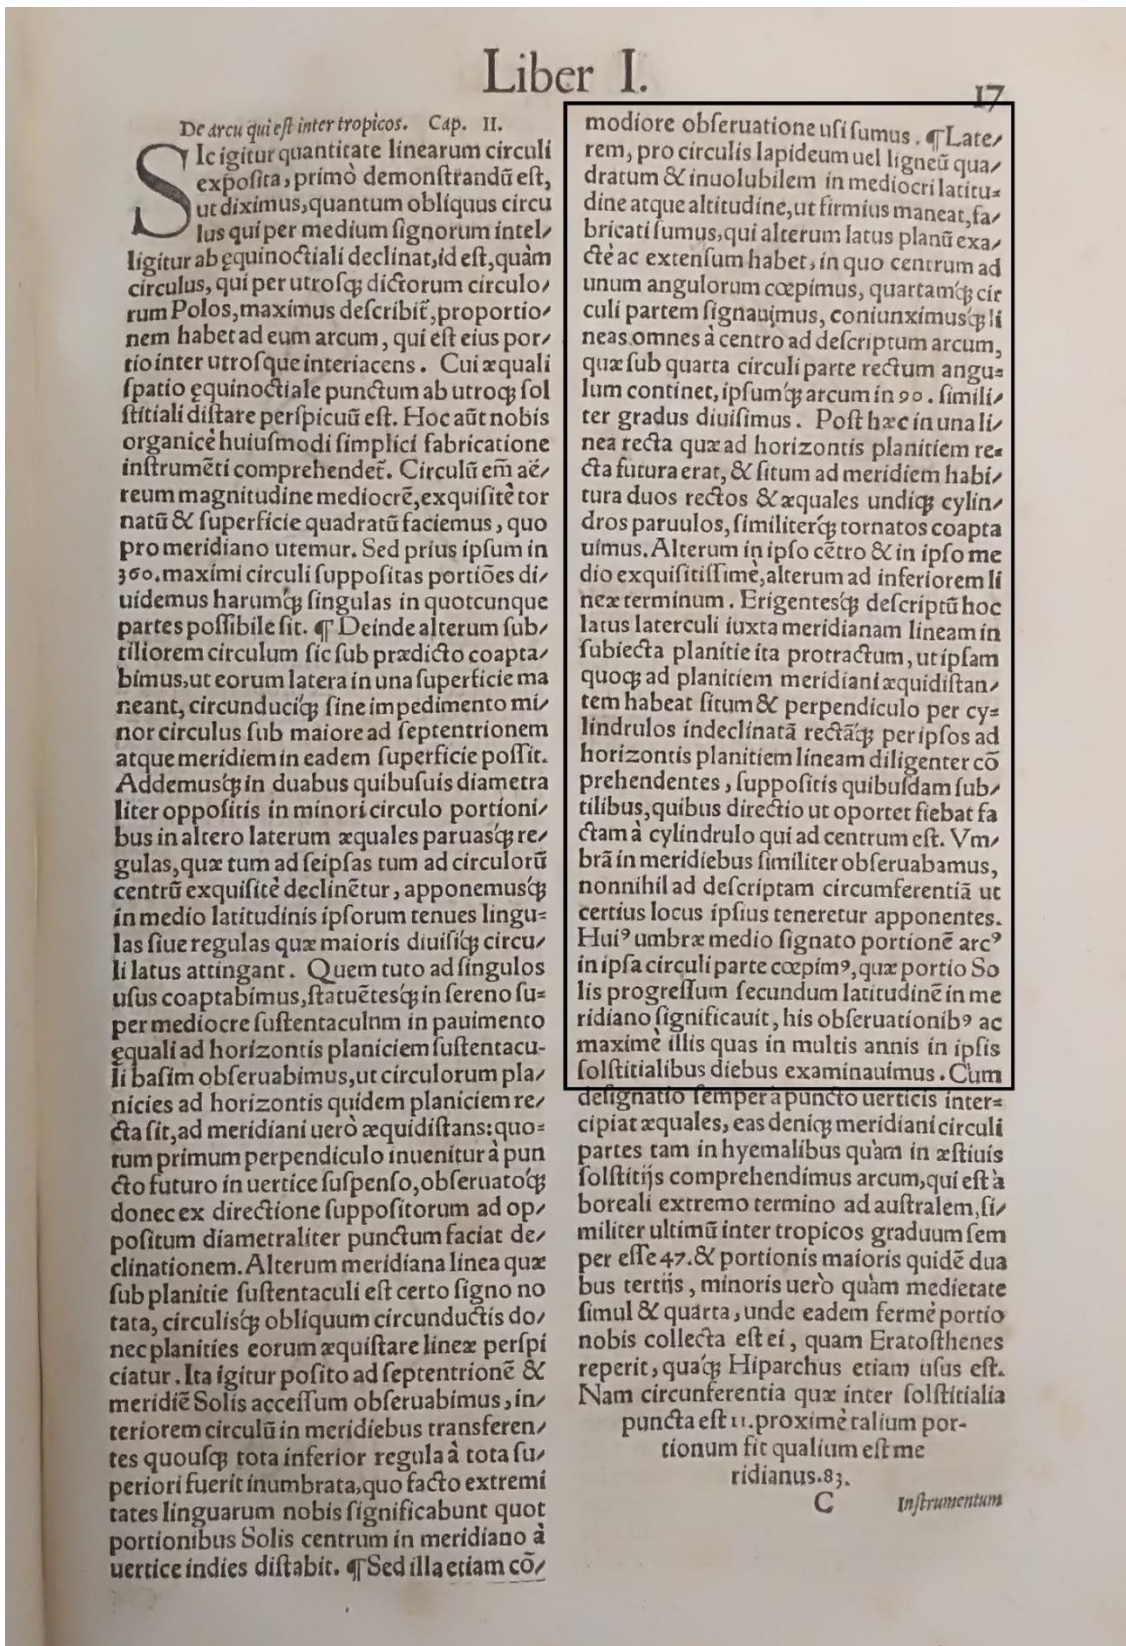 Liber I.
17
De arcu qui eſt inter tropicos. Cap. II.
SIc igitur quantitate linearum circuli
expoſita, primò demonſtrandũ eſt,
ut diximus, quantum obliquus circu
lus qui per medium ſignorum intel/
ligitur ab ęquinoctiali declinat, id eſt, quàm
circulus, qui per utroſq́ꝫ dictorum circulo/
rum Polos, maximus deſcribit̃, proportio/
nem habet ad eum arcum, qui eſt eius por/
tio inter utroſque interiacens. Cui æquali
ſpatio ęquinoctiale punctum ab utroqꝫ ſol
ſtitiali diſtare perſpicuũ eſt. Hoc aũt nobis
organicè huiuſmodi ſimplici fabricatione
inſtrumẽti comprehendet̃. Circulũ em̃ aë/
reum magnitudine mediocrẽ, exquiſitè tor
natũ & ſuperficie quadratũ faciemus, quo
pro meridiano utemur. Sed prius ipſum in
360. maximi circuli ſuppoſitas portiões di/
uidemus harumq́ꝫ ſingulas in quotcunque
partes poſſibile ſit. ¶ Deinde alterum ſub/
tiliorem circulum ſic ſub prædicto coapta/
bimus, ut eorum latera in una ſuperficie ma
neant, circunduciq́ꝫ ſine impedimento mi/
nor circulus ſub maiore ad ſeptentrionem
atque meridiem in eadem ſuperficie poſſit.
Addemusq́ꝫ in duabus quibuſuis diametra
liter oppoſitis in minori circulo portioni/
bus in altero laterum æquales paruasq́ꝫ re/
gulas, quæ tum ad ſeipſas tum ad circulorũ
centrũ exquiſitè declinẽtur, apponemusq́ꝫ
in medio latitudinis ipſorum tenues lingu=
las ſiue regulas quæ maioris diuiſiq́ꝫ circu/
li latus attingant. Quem tuto ad ſingulos
uſus coaptabimus, ſtatuẽtesq́ꝫ in ſereno ſu=
per mediocre ſuſtentaculnm in pauimento
ęquali ad horizontis planiciem ſuſtentacu-
li baſim obſeruabimus, ut circulorum pla/
nicies ad horizontis quidem planiciem re/
cta ſit, ad meridiani uerò æquidiſtans: quo=
rum primum perpendiculo inuenitur à pun
cto futuro in uertice ſuſpenſo, obſeruatoq́ꝫ
donec ex directione ſuppoſitorum ad op/
poſitum diametraliter punctum faciat de/
clinationem. Alterum meridiana linea quæ
ſub planitie ſuſtentaculi eſt certo ſigno no
tata, circulisq́ꝫ obliquum circunductis do/
nec planities eorum æquiſtare lineæ perſpi
ciatur. Ita igitur poſito ad ſeptentrionẽ &
meridiẽ Solis acceſſum obſeruabimus, in/
teriorem circulũ in meridiebus transferen/
tes quouſqꝫ tota inferior regula à tota ſu/
periori fuerit inumbrata, quo facto extremi
tates linguarum nobis ſignificabunt quot
portionibus Solis centrum in meridiano à
uertice indies diſtabit. ¶ Sed illa etiam cõ/
modiore obſeruatione uſi ſumus. ¶ Late/
rem, pro circulis lapideum uel ligneũ qua/
dratum & inuolubilem in mediocri latitu=
dine atque altitudine, ut firmius maneat, fa/
bricati ſumus, qui alterum latus planũ exa/
ctè ac extenſum habet, in quo centrum ad
unum angulorum cœpimus, quartamq́ꝫ cir
culi partem ſignauimus, coniunximusq́ꝫ li
neas omnes à centro ad deſcriptum arcum,
quæ ſub quarta circuli parte rectum angu=
lum continet, ipſumq́ꝫ arcum in 90. ſimili/
ter gradus diuiſimus. Poſt hæc in una li/
nea recta quæ ad horizontis planitiem re=
cta futura erat, & ſitum ad meridiem habi/
tura duos rectos & æquales undiqꝫ cylin/
dros paruulos, ſimiliterq́ꝫ tornatos coapta
uimus. Alterum in ipſo cẽtro & in ipſo me
dio exquiſitiſſimè, alterum ad inferiorem li
neæ terminum. Erigentesq́ꝫ deſcriptũ hoc
latus laterculi iuxta meridianam lineam in
ſubiecta planitie ita protractum, ut ipſam
quoqꝫ ad planitiem meridiani æquidiſtan/
tem habeat ſitum & perpendiculo per cy=
lindrulos indeclinatã rectãq́ꝫ per ipſos ad
horizontis planitiem lineam diligenter cõ
prehendentes, ſuppoſitis quibuſdam ſub/
tilibus, quibus directio ut oportet fiebat fa
ctam à cylindrulo qui ad centrum eſt. Vm/
brã in meridiebus ſimiliter obſeruabamus,
nonnihil ad deſcriptam circumferentiã ut
certius locus ipſius teneretur apponentes.
Huiꝰ umbræ medio ſignato portionẽ arcꝰ
in ipſa circuli parte cœpimꝰ, quæ portio So
lis progreſſum ſecundum latitudinẽ in me
ridiano ſignificauit, his obſeruationibꝰ ac
maximè illis quas in multis annis in ipſis
ſolſtitialibus diebus examinauimus. Cum
deſignatio ſemper à puncto uerticis inter=
cipiat æquales, eas deniqꝫ meridiani circuli
partes tam in hyemalibus quàm in æſtiuis
ſolſtitijs comprehendimus arcum, qui eſt à
boreali extremo termino ad auſtralem, ſi/
militer ultimũ inter tropicos graduum ſem
per eſſe 47. & portionis maioris quidẽ dua
bus tertijs, minoris uerò quàm medietate
ſimul & quarta, unde eadem fermè portio
nobis collecta eſt ei, quam Eratoſthenes
reperit, quaq́ꝫ Hiparchus etiam uſus eſt.
Nam circunferentia quæ inter ſolſtitialia
puncta eſt 11. proximè talium por-
tionum fit qualium eſt me
ridianus. 83.
C
Inſtrumentum